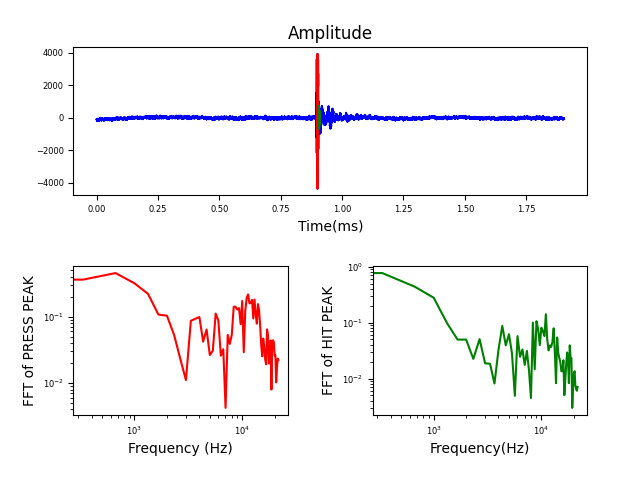 Amplitude
4000
2000
0
−2000
−4000
0.00 0.25 0.50 0.75 1.00 1.25 1.50 1.75
Time(ms)
FFT of PRESS PEAK
10⁻¹
10⁻²
10³ 10⁴
Frequency (Hz)
FFT of HIT PEAK
10⁰
10⁻¹
10⁻²
10³ 10⁴
Frequency(Hz)